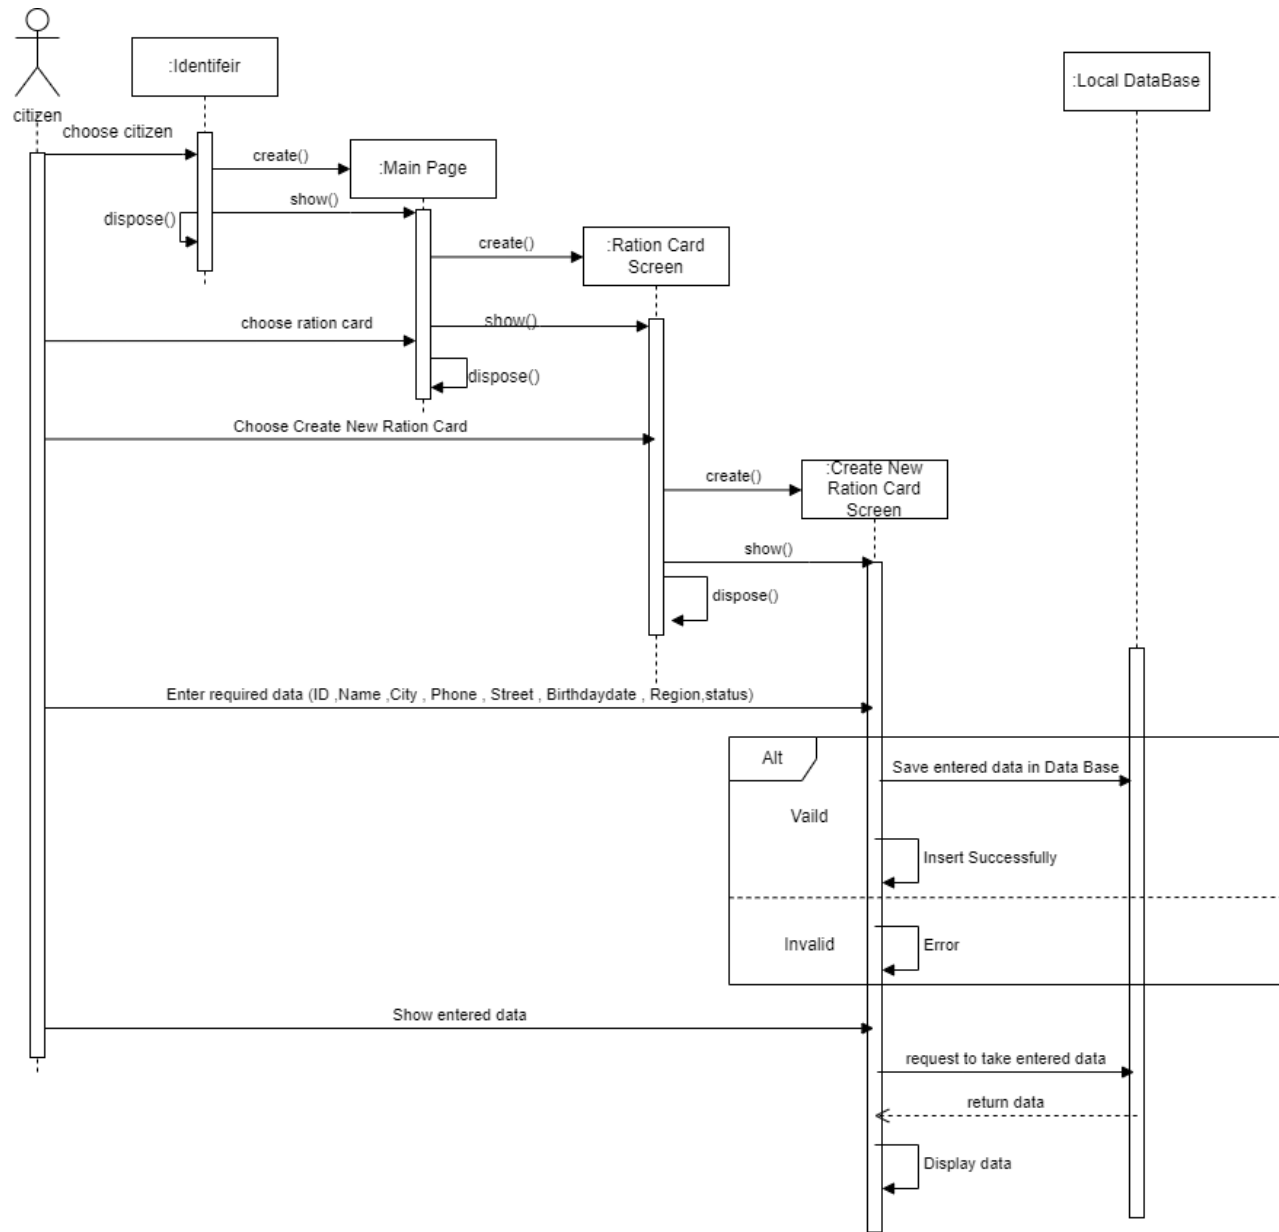 :Identifeir
:Local DataBase
citizen
choose citizen
create()
:Main Page
show()
dispose()
create()
:Ration Card
Screen
choose ration card
show()
dispose()
Choose Create New Ration Card
:Create New
Ration Card
Screen
create()
show()
dispose()
Enter required data (ID ,Name ,City , Phone , Street , Birthdaydate , Region,status)
Alt
Save entered data in Data Base
Vaild
Insert Successfully
Invalid
Error
Show entered data
request to take entered data
return data
Display data